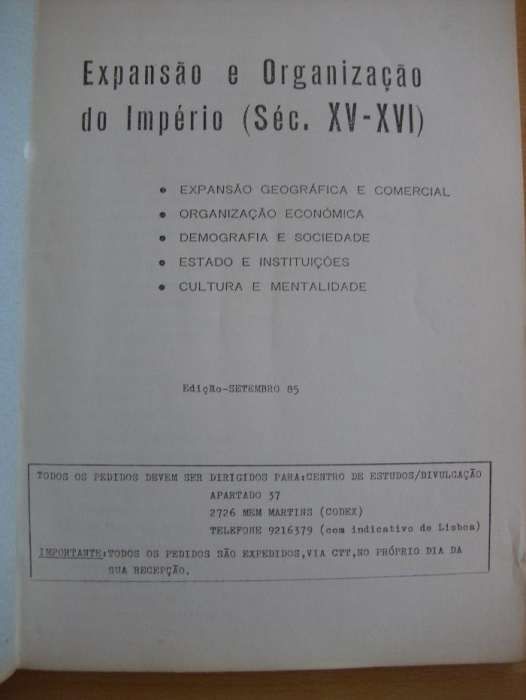 Expansão e Organização
do Império (Séc. XV-XVI)
• EXPANSÃO GEOGRÁFICA E COMERCIAL
• ORGANIZAÇÃO ECONÓMICA
• DEMOGRAFIA E SOCIEDADE
• ESTADO E INSTITUIÇÕES
• CULTURA E MENTALIDADE
Edição-SETEMBRO 85
TODOS OS PEDIDOS DEVEM SER DIRIGIDOS PARA:CENTRO DE ESTUDOS/DIVULGAÇÃO
APARTADO 37
2726 MEM MARTINS (CODEX)
TELEFONE 9216379 (com indicativo de Lisboa)
IMPORTANTE:TODOS OS PEDIDOS SÃO EXPEDIDOS,VIA CTT,NO PRÓPRIO DIA DA
SUA RECEPÇÃO.